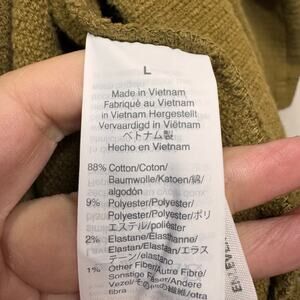 L
Made in Vietnam
Fabriqué au Vietnam
in Vietnam Hergestellt
Vervaardigd in Viëtnam
ベトナム製
Hecho en Vietnam
88% Cotton/Coton/
Baumwolle/Katoen/綿/
algodón
9% Polyester/Polyester/
Polyester/Polyester/ポリ
エステル/poliéster
2% Elastane/Élasthanne/
Elastan/Elastaan/エラス
テーン/elastano
1% Other Fiber/Autre Fibre/
Sonstige Faser/Andere
Vezel/その他の繊維/otra
fibra